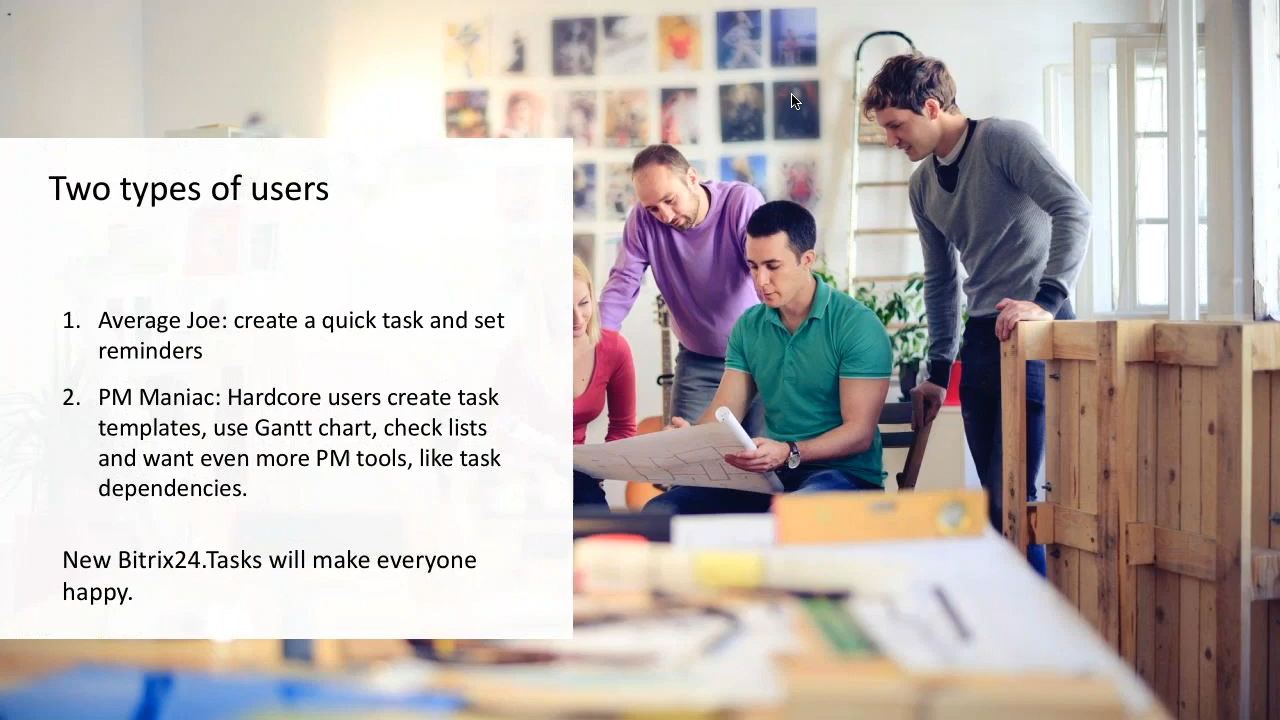 Two types of users
1. Average Joe: create a quick task and set
reminders
2. PM Maniac: Hardcore users create task
templates, use Gantt chart, check lists
and want even more PM tools, like task
dependencies.
New Bitrix24.Tasks will make everyone
happy.